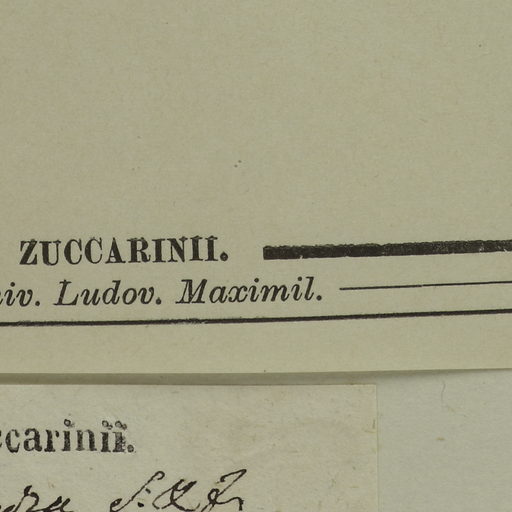 ZUCCARINII.
iv. Ludov. Maximil.
ccarinii.
S. & Z.